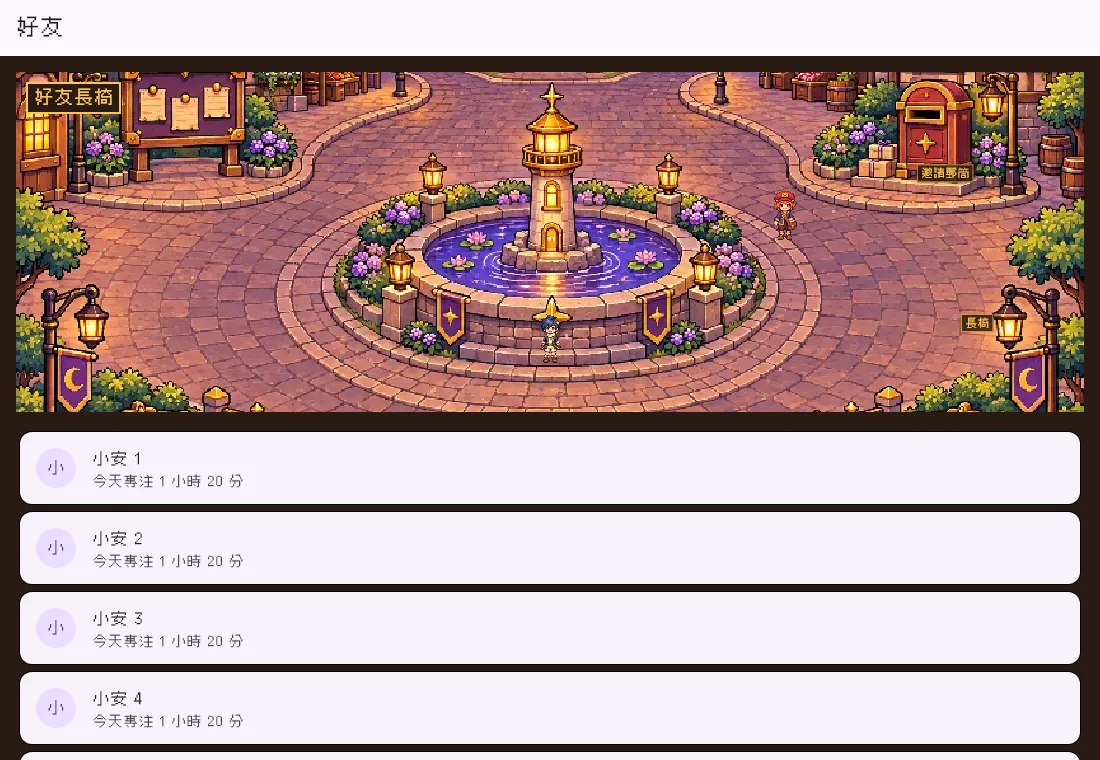 好友
好友長椅
邀請郵筒
長椅
小
小安 1
今天專注 1 小時 20 分
小
小安 2
今天專注 1 小時 20 分
小
小安 3
今天專注 1 小時 20 分
小
小安 4
今天專注 1 小時 20 分